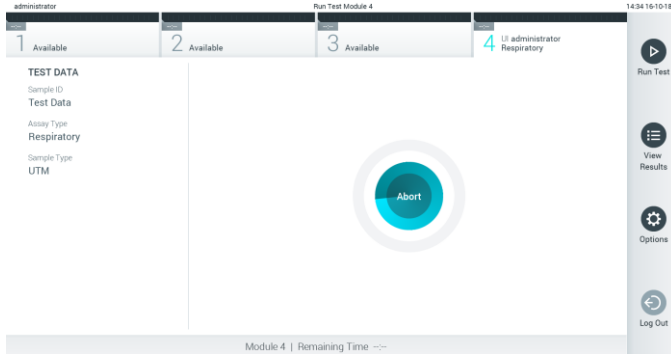 administrator
Run Test Module 4
14:34 16-10-18
--:--
--:--
--:--
--:--
1 Available
2 Available
3 Available
4 UI administrator
Respiratory
TEST DATA
Sample ID
Test Data
Assay Type
Respiratory
Sample Type
UTM
Abort
Run Test
View
Results
Options
Log Out
Module 4 | Remaining Time --:--